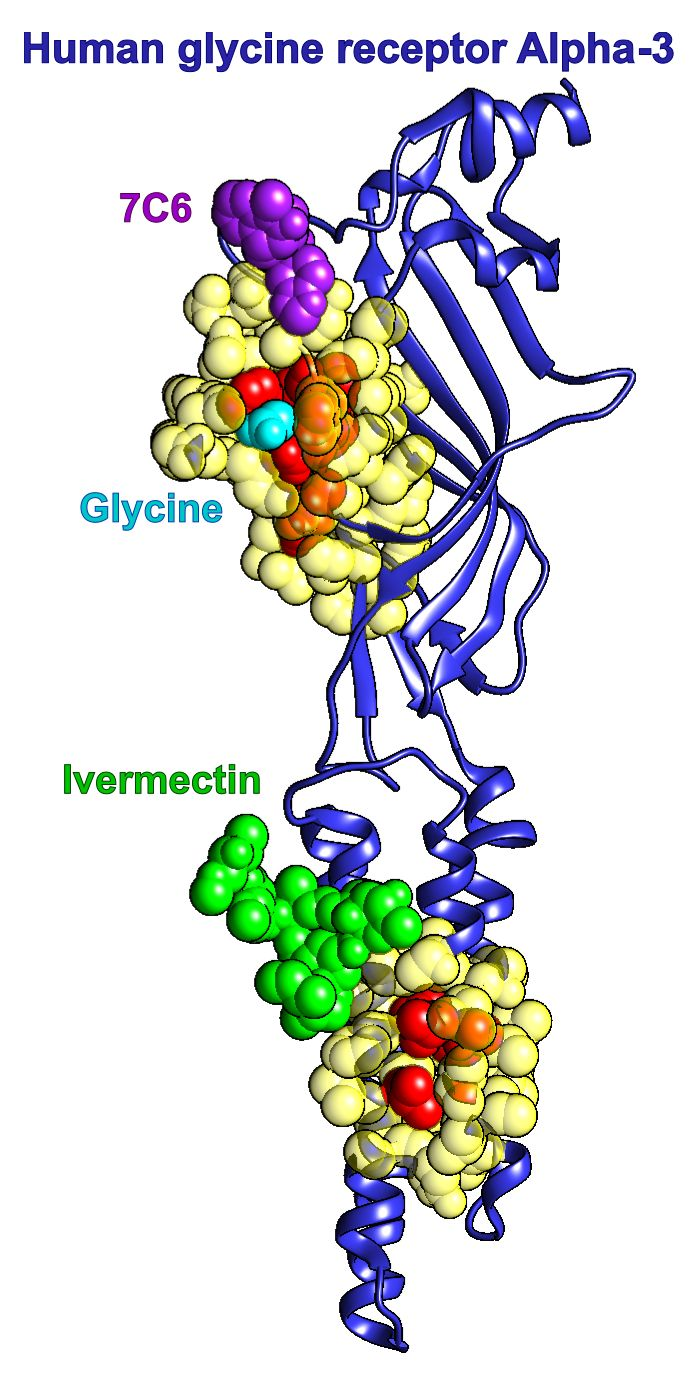 Human glycine receptor Alpha-3
7C6
Glycine
Ivermectin